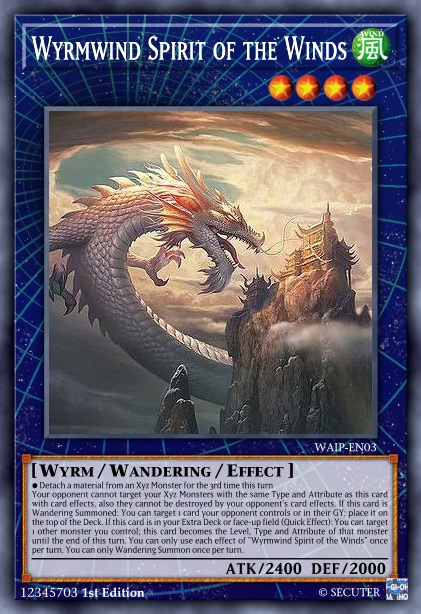 WYRMWIND SPIRIT OF THE WINDS
WIND
風
WAIP-EN03
[WYRM / WANDERING / EFFECT ]
● Detach a material from an Xyz Monster for the 3rd time this turn
Your opponent cannot target your Xyz Monsters with the same Type and Attribute as this card
with card effects, also they cannot be destroyed by your opponent's card effects. If this card is
Wandering Summoned: You can target 1 card your opponent controls or in their GY; place it on
the top of the Deck. If this card is in your Extra Deck or face-up field (Quick Effect): You can target
1 other monster you control; this card becomes the Level, Type and Attribute of that monster
until the end of this turn. You can only use each effect of "Wyrmwind Spirit of the Winds" once
per turn. You can only Wandering Summon once per turn.
ATK/2400 DEF/2000
12345703 1st Edition
© SECUTER